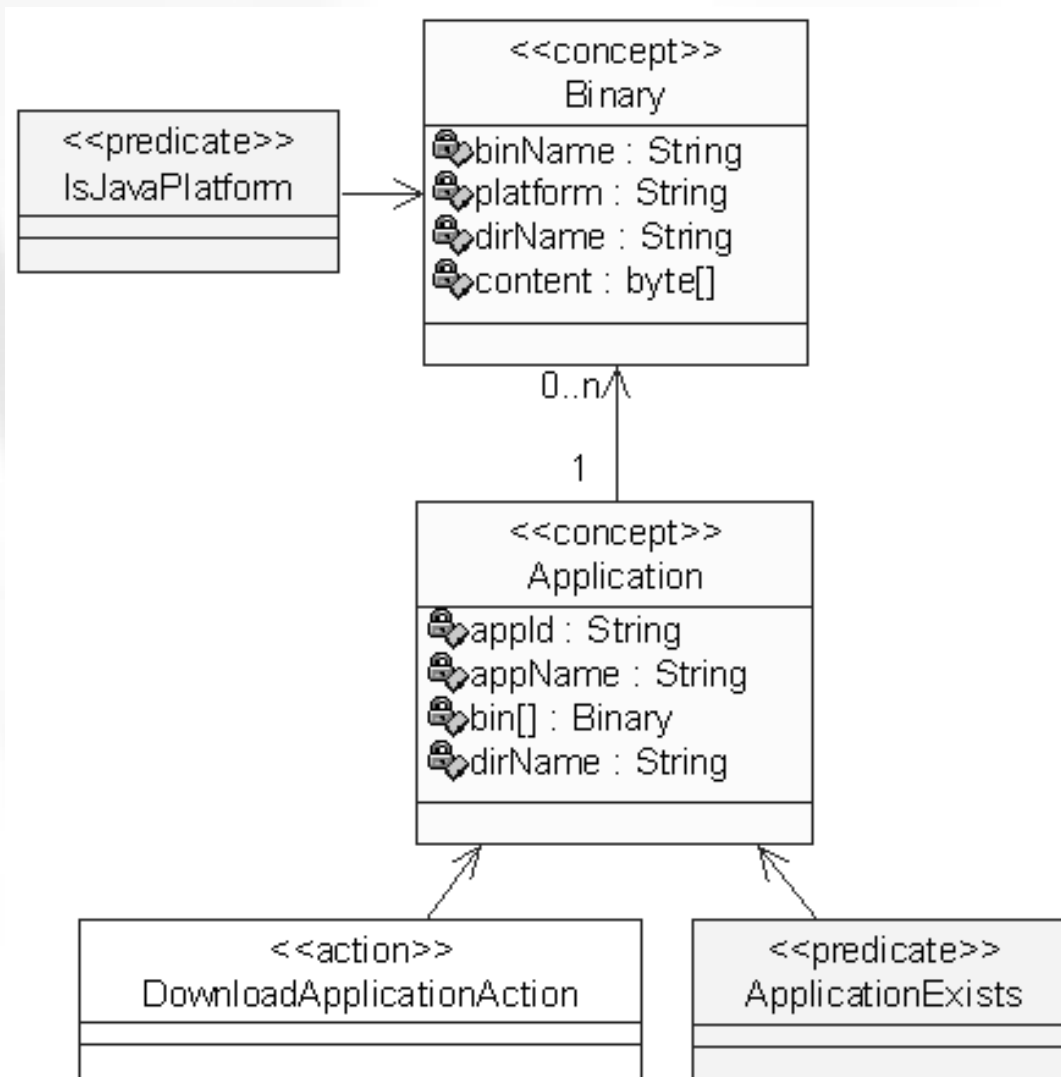 <<concept>>
Binary
binName : String
platform : String
dirName : String
content : byte[]
<<predicate>>
IsJavaPlatform
0..n
1
<<concept>>
Application
appId : String
appName : String
bin[] : Binary
dirName : String
<<action>>
DownloadApplicationAction
<<predicate>>
ApplicationExists